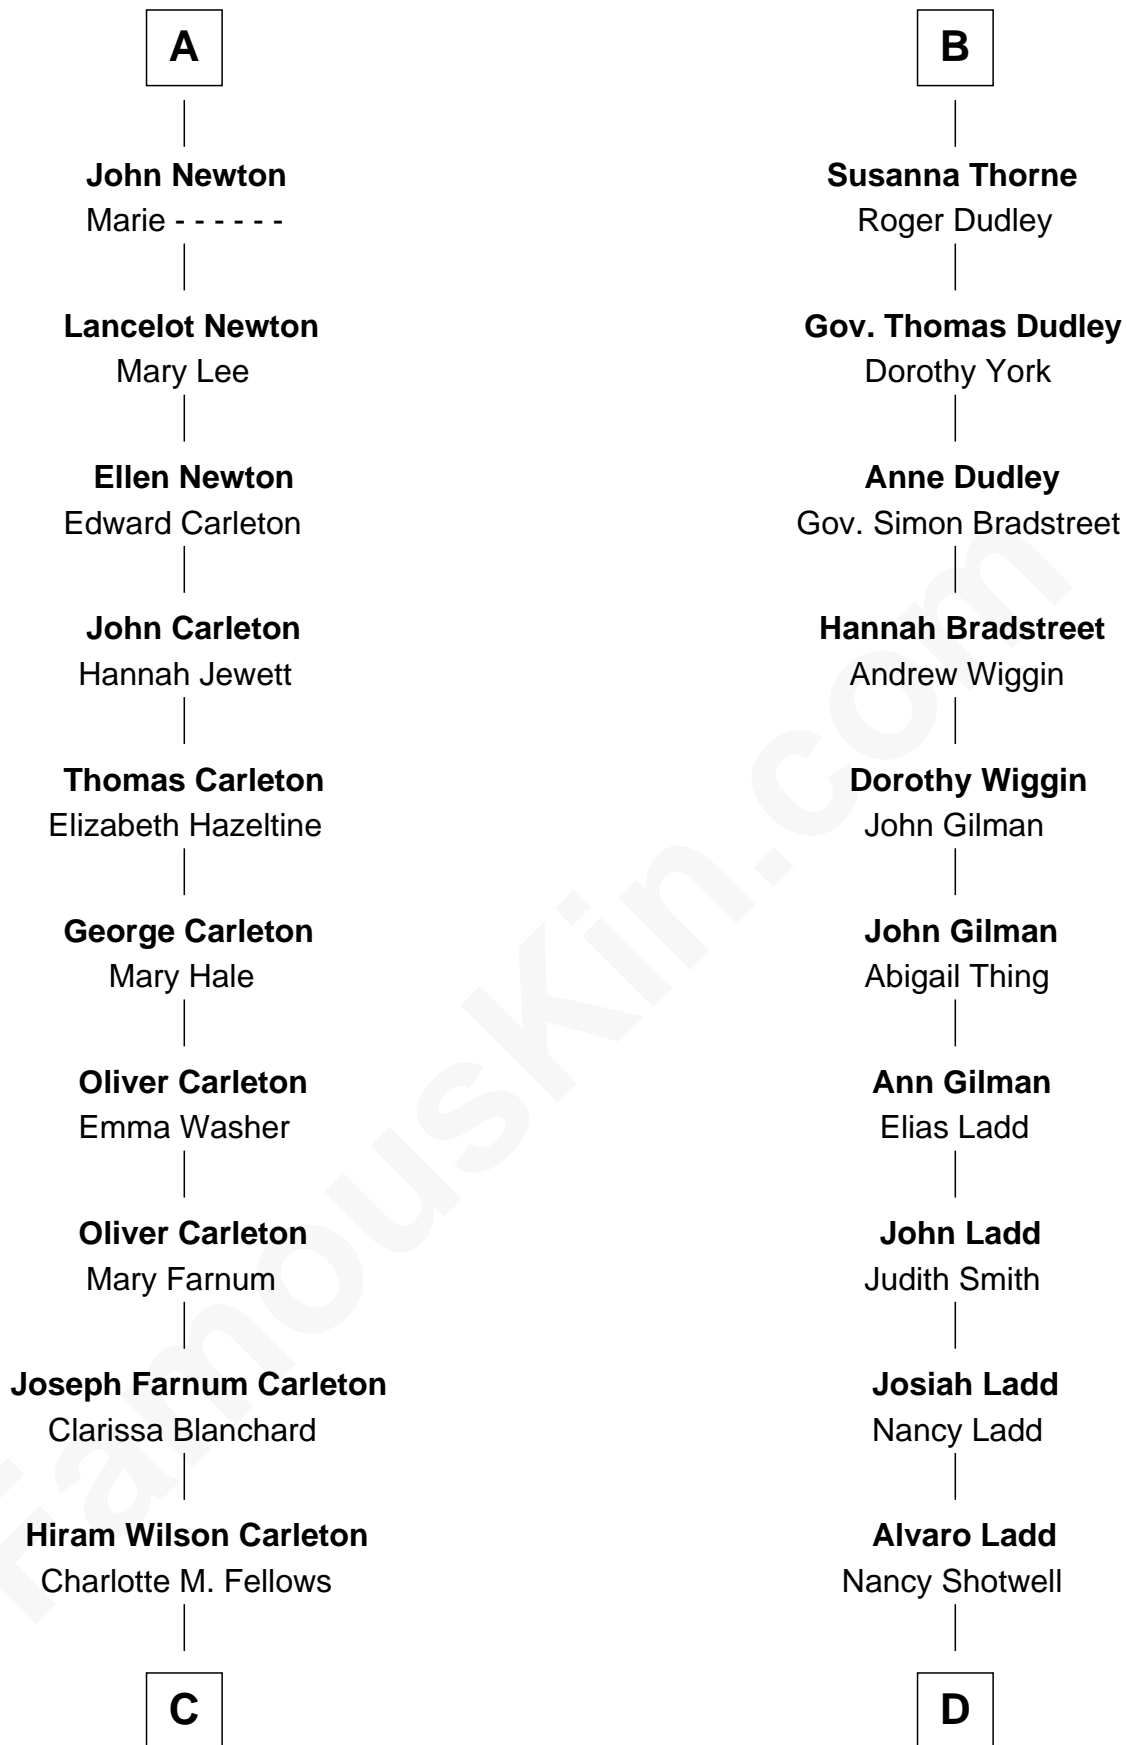 A
John Newton
Marie - - - - - -
Lancelot Newton
Mary Lee
Ellen Newton
Edward Carleton
John Carleton
Hannah Jewett
Thomas Carleton
Elizabeth Hazeltine
George Carleton
Mary Hale
Oliver Carleton
Emma Washer
Oliver Carleton
Mary Farnum
Joseph Farnum Carleton
Clarissa Blanchard
Hiram Wilson Carleton
Charlotte M. Fellows
C
B
Susanna Thorne
Roger Dudley
Gov. Thomas Dudley
Dorothy York
Anne Dudley
Gov. Simon Bradstreet
Hannah Bradstreet
Andrew Wiggin
Dorothy Wiggin
John Gilman
John Gilman
Abigail Thing
Ann Gilman
Elias Ladd
John Ladd
Judith Smith
Josiah Ladd
Nancy Ladd
Alvaro Ladd
Nancy Shotwell
D
FamousKin.com